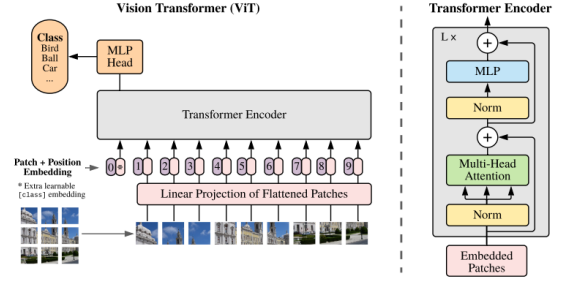 Vision Transformer (ViT)
Class
Bird
Ball
Car
...
MLP
Head
Transformer Encoder
Patch + Position
Embedding
0 * 1 2 3 4 5 6 7 8 9
* Extra learnable
[class] embedding
Linear Projection of Flattened Patches
Transformer Encoder
L ×
+
MLP
Norm
+
Multi-Head
Attention
Norm
Embedded
Patches